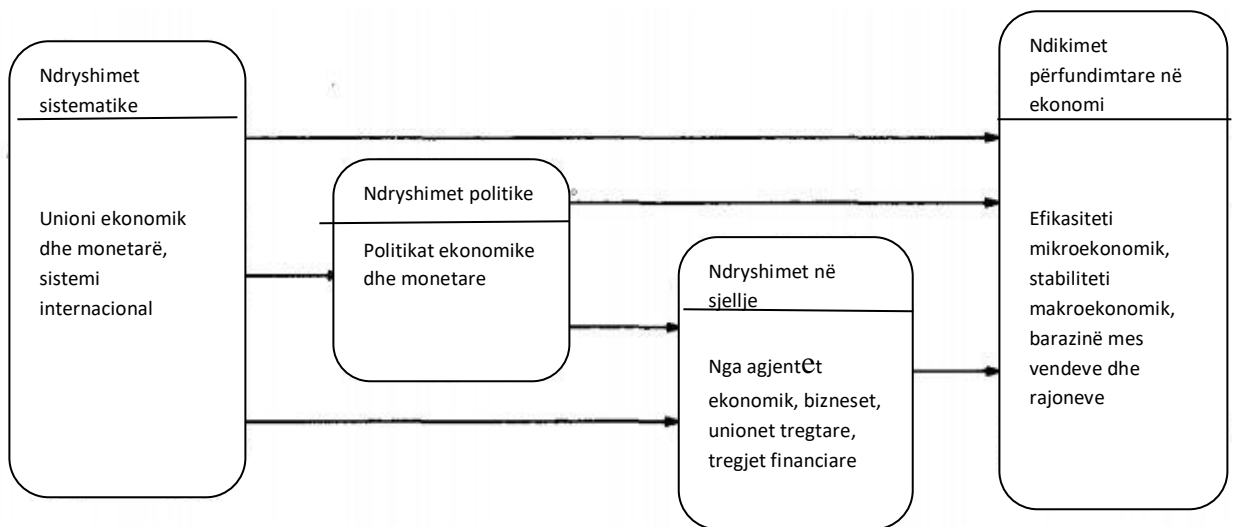 Ndryshimet
sistematike
Unioni ekonomik
dhe monetarë,
sistemi
internacional
Ndryshimet politike
Politikat ekonomike
dhe monetare
Ndryshimet në
sjellje
Nga agjentet
ekonomik, bizneset,
unionet tregtare,
tregjet financiare
Ndikimet
përfundimtare në
ekonomi
Efikasiteti
mikroekonomik,
stabiliteti
makroekonomik,
barazinë mes
vendeve dhe
rajoneve